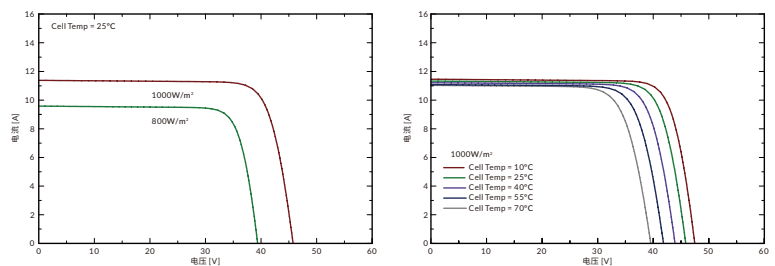 16
14
12
10
8
6
4
2
0
电流 [A]
Cell Temp = 25°C
1000W/m²
800W/m²
0
10
20
30
40
50
60
电压 [V]
16
14
12
10
8
6
4
2
0
电流 [A]
1000W/m²
Cell Temp = 10°C
Cell Temp = 25°C
Cell Temp = 40°C
Cell Temp = 55°C
Cell Temp = 70°C
0
10
20
30
40
50
60
电压 [V]